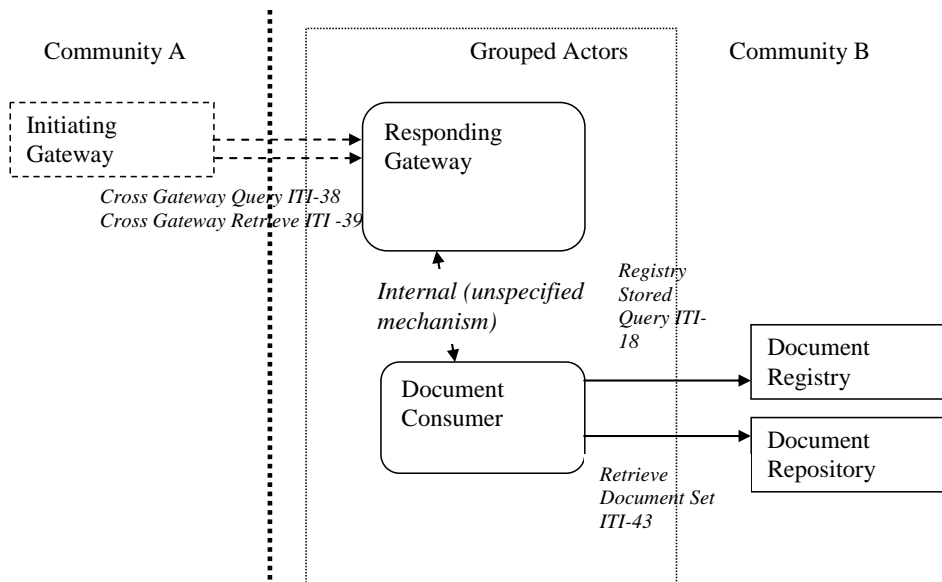 Community A
Grouped Actors
Community B
Initiating
Gateway
Responding
Gateway
Cross Gateway Query ITI-38
Cross Gateway Retrieve ITI -39
Internal (unspecified
mechanism)
Registry
Stored
Query ITI-
18
Document
Registry
Document
Consumer
Document
Repository
Retrieve
Document Set
ITI-43